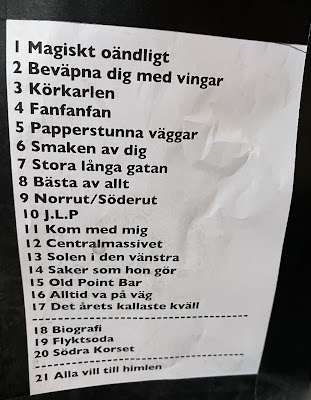 1 Magiskt oändligt
2 Beväpna dig med vingar
3 Körkarlen
4 Fanfanfan
5 Papperstunna väggar
6 Smaken av dig
7 Stora långa gatan
8 Bästa av allt
9 Norrut/Söderut
10 J.L.P
11 Kom med mig
12 Centralmassivet
13 Solen i den vänstra
14 Saker som hon gör
15 Old Point Bar
16 Alltid va på väg
17 Det årets kallaste kväll
--------------------------------
18 Biografi
19 Flyktsoda
20 Södra Korset
--------------------------------
21 Alla vill till himlen